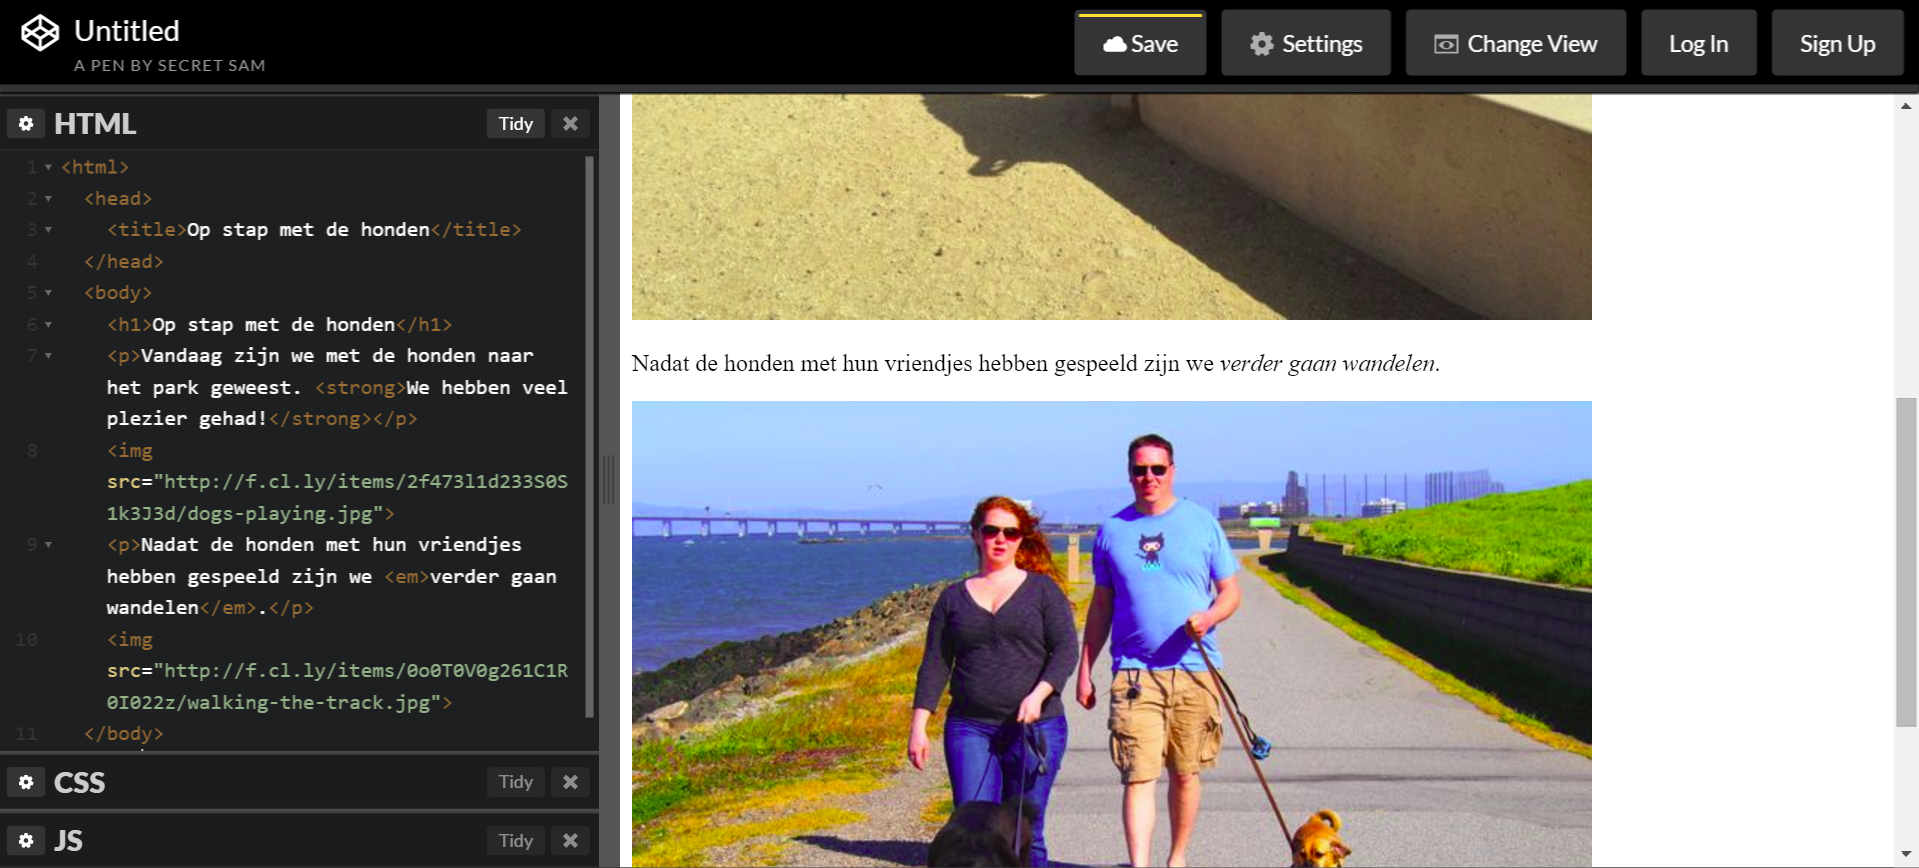 Untitled
A PEN BY SECRET SAM
Save
Settings
Change View
Log In
Sign Up
HTML
Tidy
1 <html>
2 <head>
3 <title>Op stap met de honden</title>
4 </head>
5 <body>
6 <h1>Op stap met de honden</h1>
7 <p>Vandaag zijn we met de honden naar
het park geweest. <strong>We hebben veel
plezier gehad!</strong></p>
8 <img
src="http://f.cl.ly/items/2f473l1d233S0S
1k3J3d/dogs-playing.jpg">
9 <p>Nadat de honden met hun vriendjes
hebben gespeeld zijn we <em>verder gaan
wandelen</em>.</p>
10 <img
src="http://f.cl.ly/items/0o0T0V0g261C1R
0I022z/walking-the-track.jpg">
11 </body>
CSS
Tidy
JS
Tidy
Nadat de honden met hun vriendjes hebben gespeeld zijn we verder gaan wandelen.